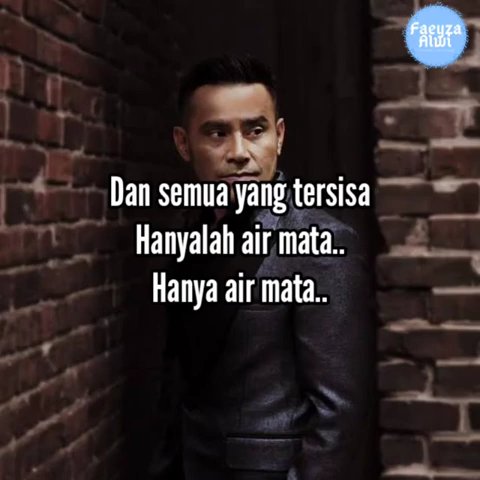 Faeyza
Alwi
Dan semua yang tersisa
Hanyalah air mata..
Hanya air mata..